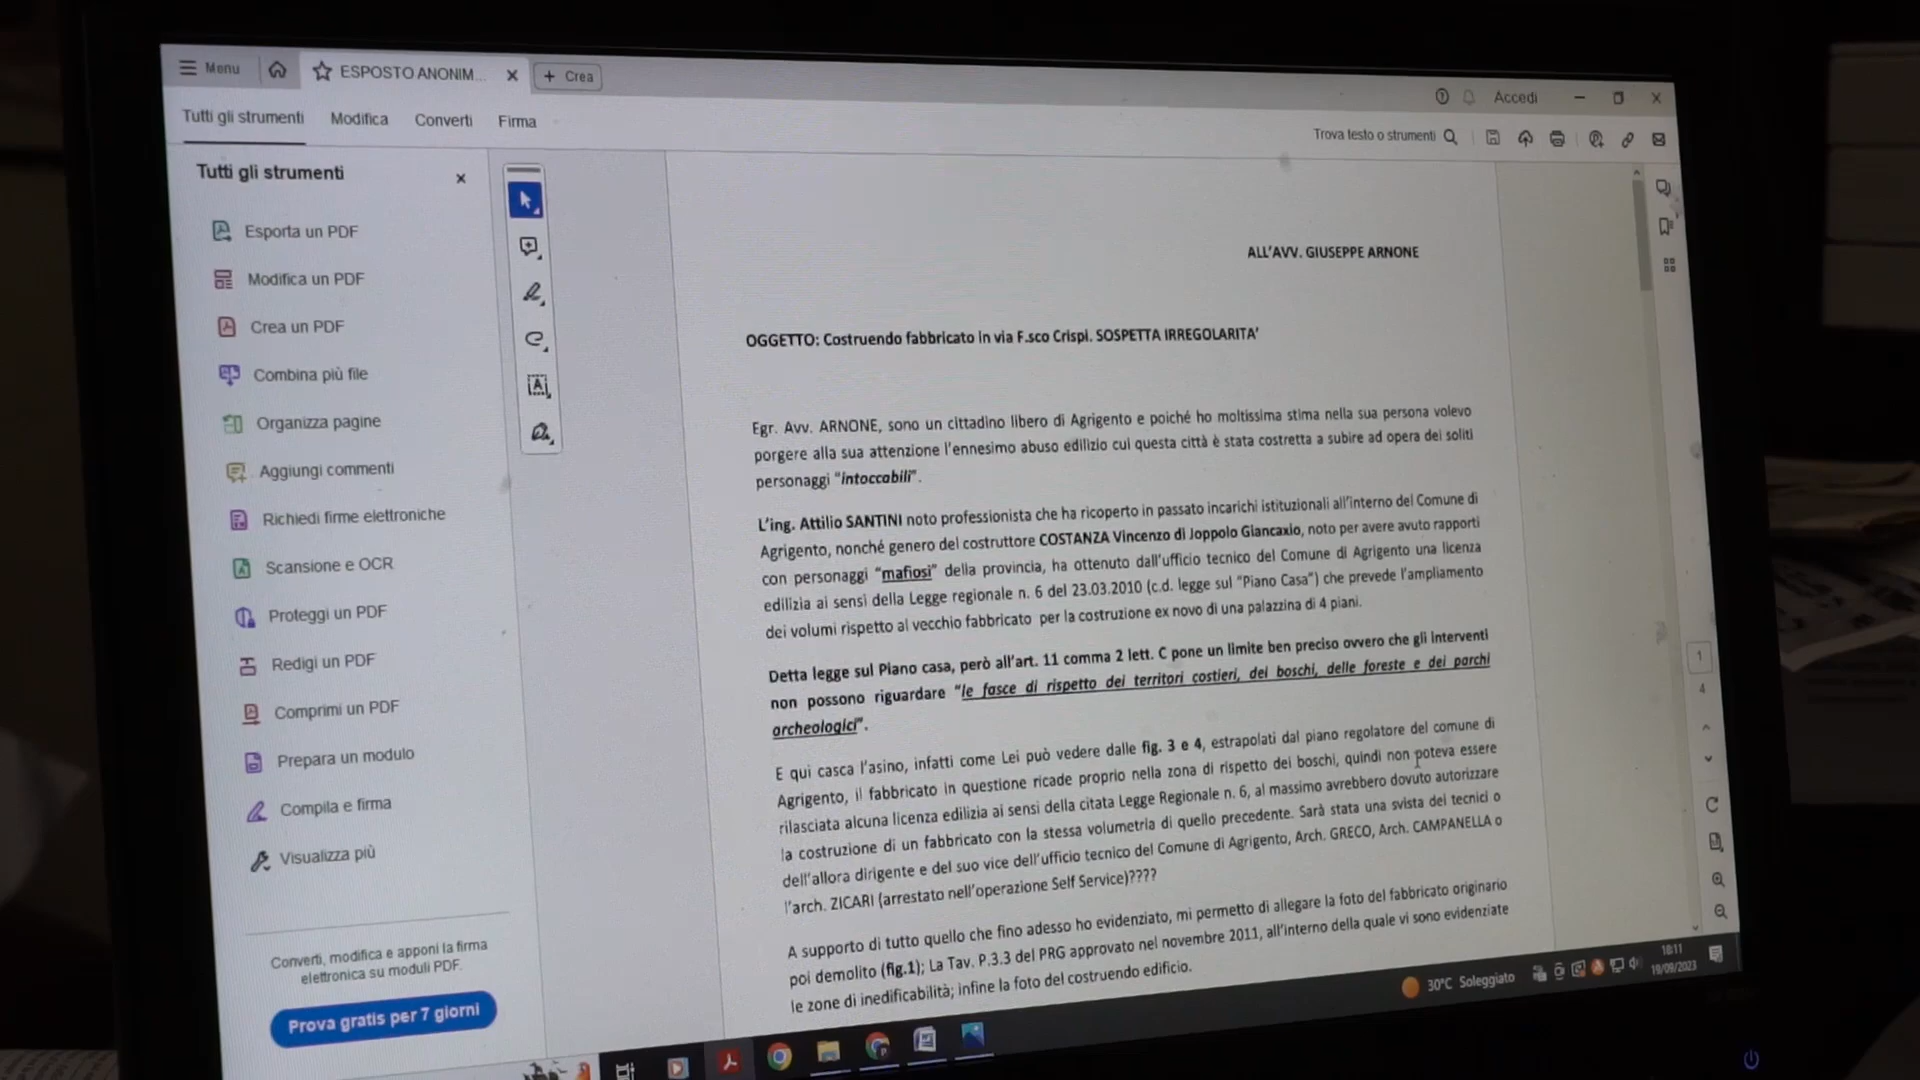 Menu
ESPOSTO ANONIM...
Crea
Accedi
Tutti gli strumenti
Modifica
Converti
Firma
Trova testo o strumenti
Tutti gli strumenti
Esporta un PDF
Modifica un PDF
Crea un PDF
Combina più file
Organizza pagine
Aggiungi commenti
Richiedi firme elettroniche
Scansione e OCR
Proteggi un PDF
Redigi un PDF
Comprimi un PDF
Prepara un modulo
Compila e firma
Visualizza più
Converti, modifica e apponi la firma
elettronica su moduli PDF.
Prova gratis per 7 giorni
ALL'AVV. GIUSEPPE ARNONE
OGGETTO: Costruendo fabbricato in via F.sco Crispi. SOSPETTA IRREGOLARITA'
Egr. Avv. ARNONE, sono un cittadino libero di Agrigento e poiché ho moltissima stima nella sua persona volevo
porgere alla sua attenzione l'ennesimo abuso edilizio cui questa città è stata costretta a subire ad opera dei soliti
personaggi "intoccabili".
L'ing. Attilio SANTINI noto professionista che ha ricoperto in passato incarichi istituzionali all'interno del Comune di
Agrigento, nonché genero del costruttore COSTANZA Vincenzo di Joppolo Giancaxio, noto per avere avuto rapporti
con personaggi "mafiosi" della provincia, ha ottenuto dall'ufficio tecnico del Comune di Agrigento una licenza
edilizia ai sensi della Legge regionale n. 6 del 23.03.2010 (c.d. legge sul "Piano Casa") che prevede l'ampliamento
dei volumi rispetto al vecchio fabbricato per la costruzione ex novo di una palazzina di 4 piani.
Detta legge sul Piano casa, però all'art. 11 comma 2 lett. C pone un limite ben preciso ovvero che gli interventi
non possono riguardare "le fasce di rispetto dei territori costieri, dei boschi, delle foreste e dei parchi
archeologici".
E qui casca l'asino, infatti come Lei può vedere dalle fig. 3 e 4, estrapolati dal piano regolatore del comune di
Agrigento, il fabbricato in questione ricade proprio nella zona di rispetto dei boschi, quindi non poteva essere
rilasciata alcuna licenza edilizia ai sensi della citata Legge Regionale n. 6, al massimo avrebbero dovuto autorizzare
la costruzione di un fabbricato con la stessa volumetria di quello precedente. Sarà stata una svista dei tecnici o
dell'allora dirigente e del suo vice dell'ufficio tecnico del Comune di Agrigento, Arch. GRECO, Arch. CAMPANELLA o
l'arch. ZICARI (arrestato nell'operazione Self Service)????
A supporto di tutto quello che fino adesso ho evidenziato, mi permetto di allegare la foto del fabbricato originario
poi demolito (fig.1); La Tav. P.3.3 del PRG approvato nel novembre 2011, all'interno della quale vi sono evidenziate
le zone di inedificabilità; infine la foto del costruendo edificio.
1
4
30°C Soleggiato
18:11
19/09/2023